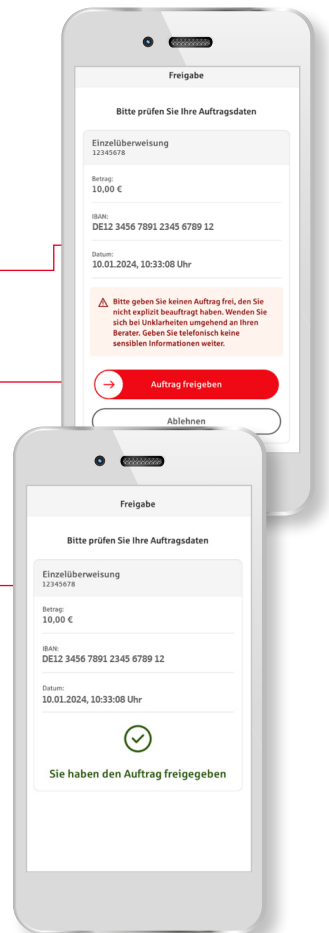 Freigabe
Bitte prüfen Sie Ihre Auftragsdaten
Einzelüberweisung
12345678
Betrag:
10,00 €
IBAN:
DE12 3456 7891 2345 6789 12
Datum:
10.01.2024, 10:33:08 Uhr
Bitte geben Sie keinen Auftrag frei, den Sie
nicht explizit beauftragt haben. Wenden Sie
sich bei Unklarheiten umgehend an Ihren
Berater. Geben Sie telefonisch keine
sensiblen Informationen weiter.
Auftrag freigeben
Ablehnen
Freigabe
Bitte prüfen Sie Ihre Auftragsdaten
Einzelüberweisung
12345678
Betrag:
10,00 €
IBAN:
DE12 3456 7891 2345 6789 12
Datum:
10.01.2024, 10:33:08 Uhr
Sie haben den Auftrag freigegeben